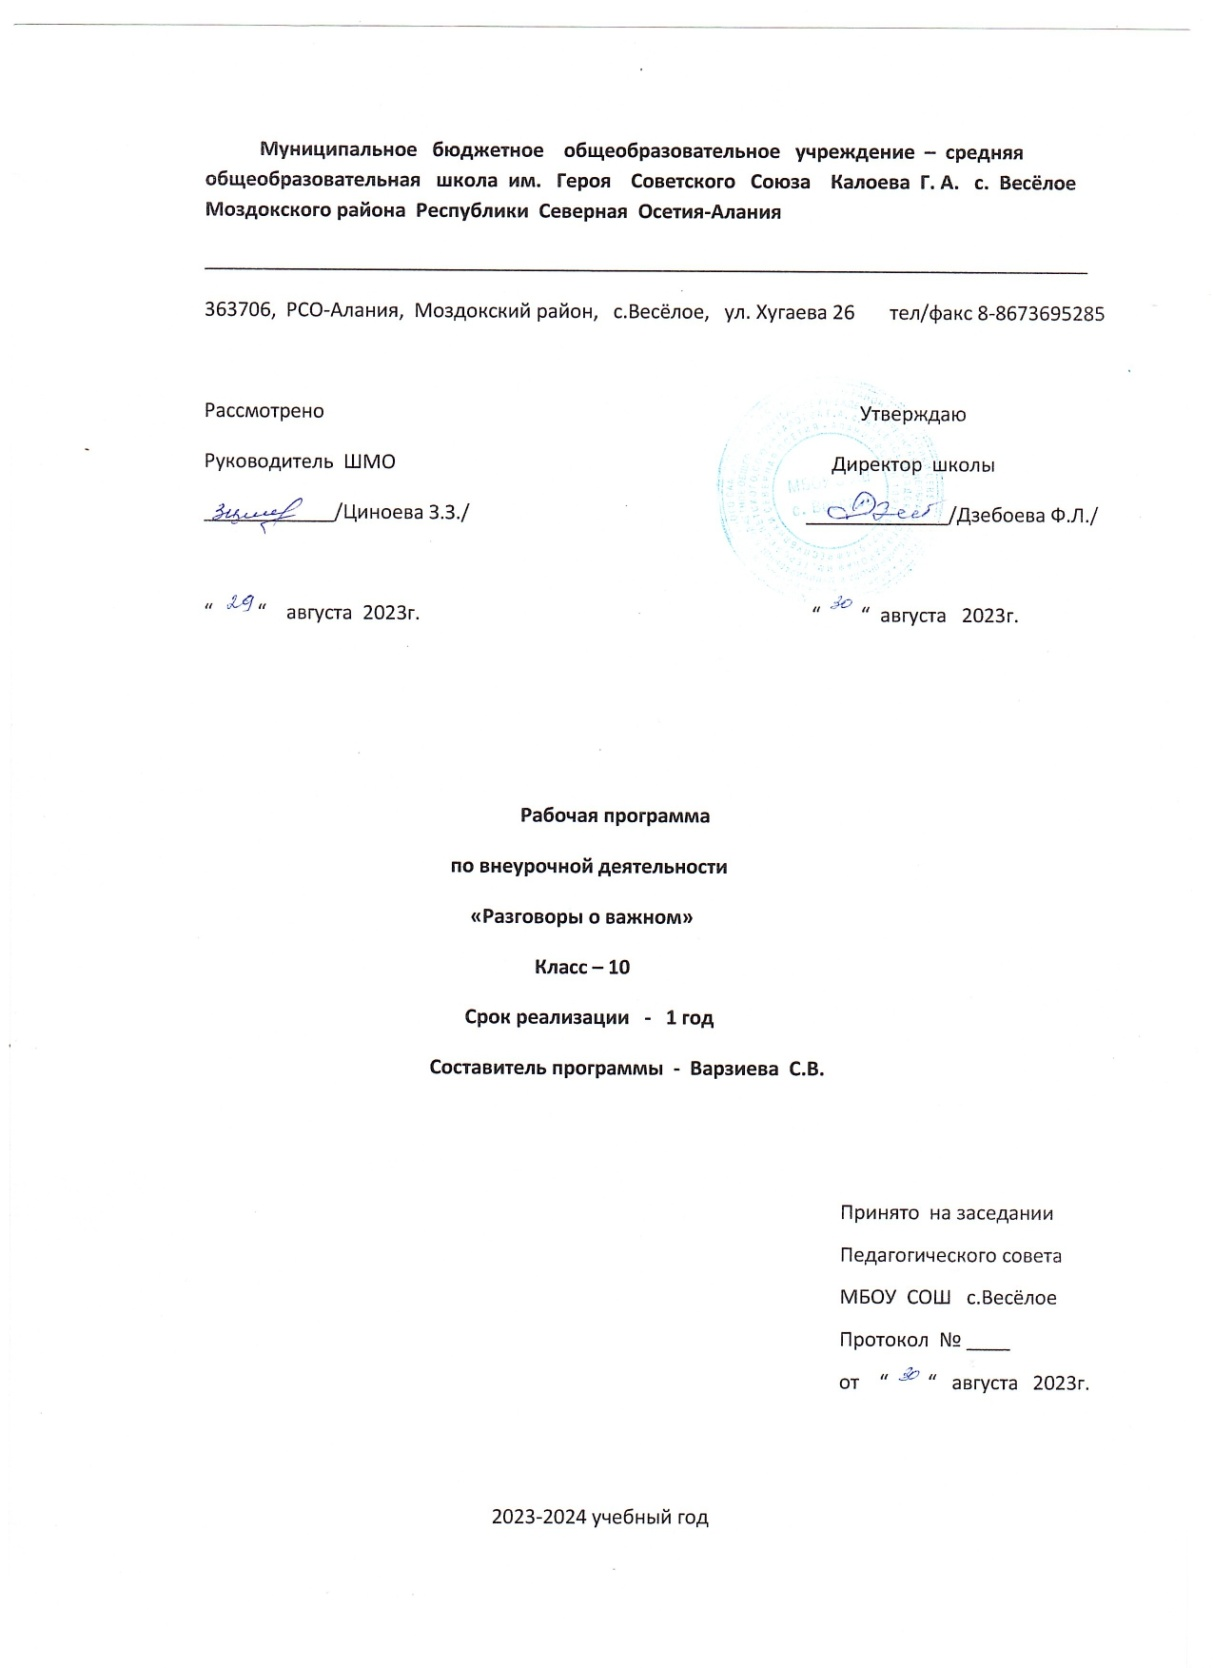 Муниципальное бюджетное общеобразовательное учреждение – средняя
общеобразовательная школа им. Героя Советского Союза Калоева Г. А. с. Весёлое
Моздокского района Республики Северная Осетия-Алания
363706, РСО-Алания, Моздокский район, с.Весёлое, ул. Хугаева 26 тел/факс 8-8673695285
Рассмотрено Утверждаю
Руководитель ШМО Директор школы
/Циноева З.З./ /Дзебоева Ф.Л./
“ 29 “ августа 2023г. “ 30 “ августа 2023г.
Рабочая программа
по внеурочной деятельности
«Разговоры о важном»
Класс – 10
Срок реализации - 1 год
Составитель программы - Варзиева С.В.
Принято на заседании
Педагогического совета
МБОУ СОШ с.Весёлое
Протокол № ____
от “ 30 “ августа 2023г.
2023-2024 учебный год